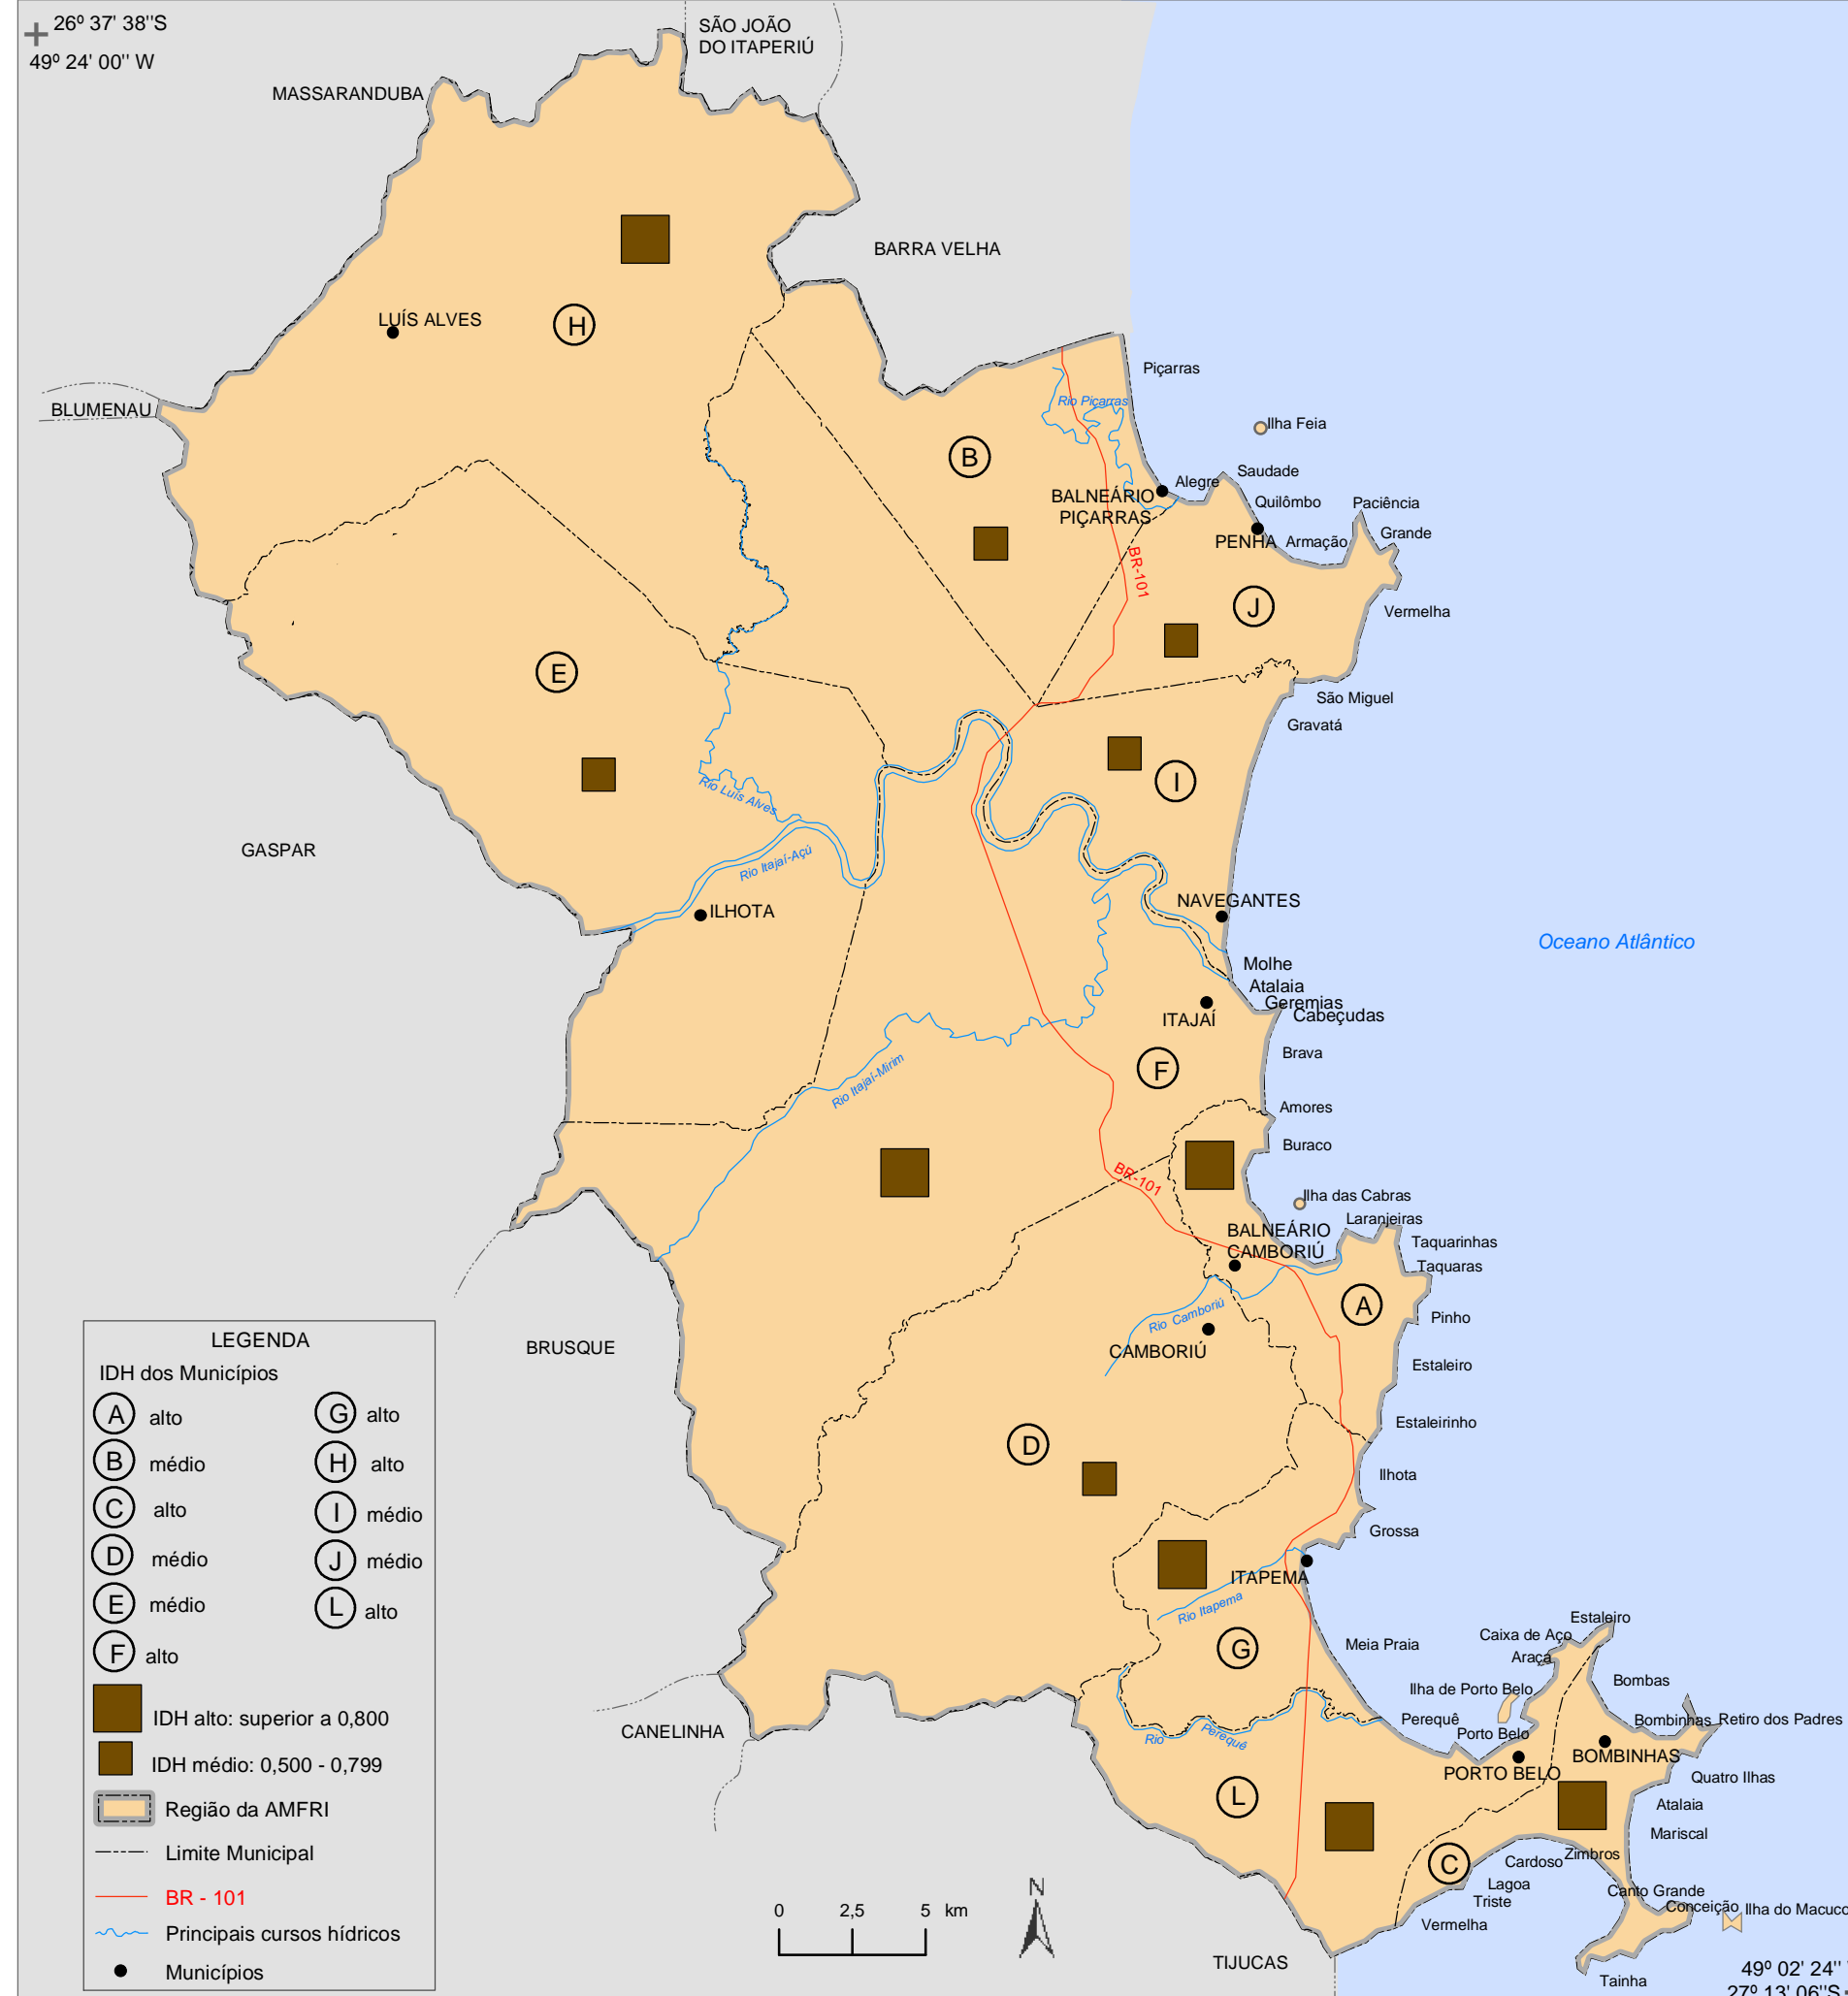 26º 37' 38''S
49º 24' 00'' W
SÃO JOÃO
DO ITAPERIÚ
MASSARANDUBA
BARRA VELHA
LUÍS ALVES
H
BLUMENAU
Piçarras
Rio Piçarras
Ilha Feia
B
Saudade
Alegre
BALNEÁRIO
PIÇARRAS
Quilômbo
Paciência
Grande
PENHA
Armação
BR-101
J
Vermelha
E
São Miguel
Gravatá
I
Rio Luís Alves
GASPAR
Rio Itajaí-Açú
NAVEGANTES
ILHOTA
Oceano Atlântico
Molhe
Atalaia
Geremias
Cabeçudas
ITAJAÍ
Brava
F
Rio Itajaí-Mirim
Amores
Buraco
BR-101
Ilha das Cabras
Laranjeiras
BALNEÁRIO
CAMBORIÚ
Taquarinhas
Taquaras
A
Pinho
Rio Camboriú
CAMBORIÚ
BRUSQUE
Estaleiro
Estaleirinho
D
Ilhota
Grossa
ITAPEMA
Rio Itapema
G
Meia Praia
Estaleiro
Caixa de Aço
Araça
Bombas
Ilha de Porto Belo
Perequê
Porto Belo
Bombinhas
Retiro dos Padres
CANELINHA
Rio
Perequê
BOMBINHAS
PORTO BELO
Quatro Ilhas
L
Atalaia
Mariscal
Zimbros
C
Cardoso
Lagoa
Triste
Canto Grande
Conceição
Ilha do Macuco
Vermelha
TIJUCAS
Tainha
49º 02' 24''
27º 13' 06''S
LEGENDA
IDH dos Municípios
A alto
B médio
C alto
D médio
E médio
F alto
G alto
H alto
I médio
J médio
L alto
IDH alto: superior a 0,800
IDH médio: 0,500 - 0,799
Região da AMFRI
Limite Municipal
BR - 101
Principais cursos hídricos
Municípios
0 2,5 5 km
N